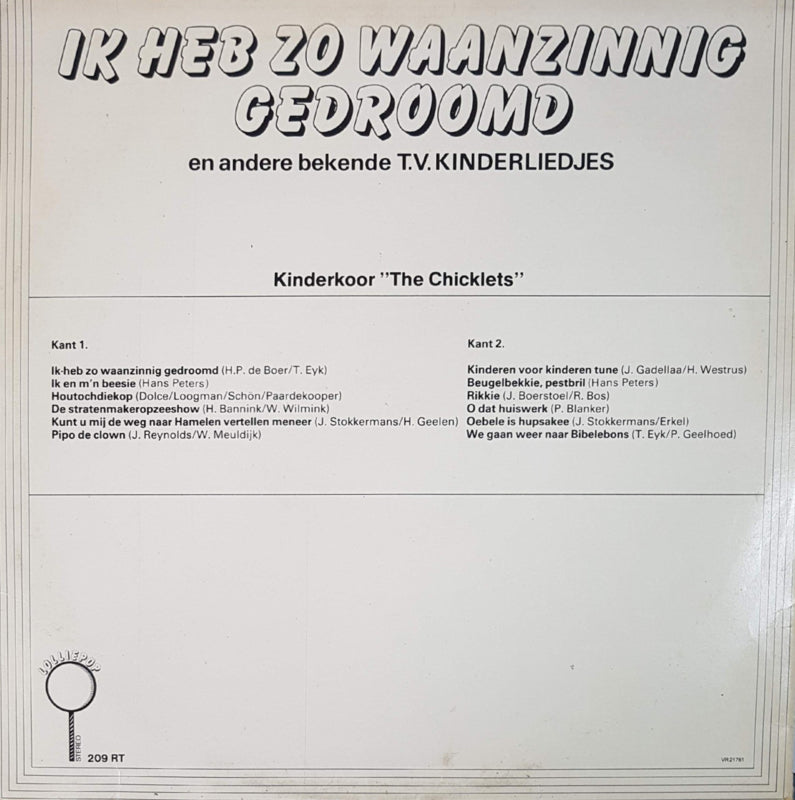 IK HEB ZO WAANZINNIG
GEDROOMD
en andere bekende T.V. KINDERLIEDJES
Kinderkoor "The Chicklets"
Kant 1.
Ik heb zo waanzinnig gedroomd (H.P. de Boer/T. Eyk)
Ik en m'n beesie (Hans Peters)
Houtochdiekop (Dolce/Loogman/Schön/Paardekooper)
De stratenmakeropzeeshow (H. Bannink/W. Wilmink)
Kunt u mij de weg naar Hamelen vertellen meneer (J. Stokkermans/H. Geelen)
Pipo de clown (J. Reynolds/W. Meuldijk)
Kant 2.
Kinderen voor kinderen tune (J. Gadellaa/H. Westrus)
Beugelbekkie, pestbril (Hans Peters)
Rikkie (J. Boerstoel/R. Bos)
O dat huiswerk (P. Blanker)
Oebele is hupsakee (J. Stokkermans/Erkel)
We gaan weer naar Bibelebons (T. Eyk/P. Geelhoed)
LOLLIEPOP
STEREO
209 RT
VR21781